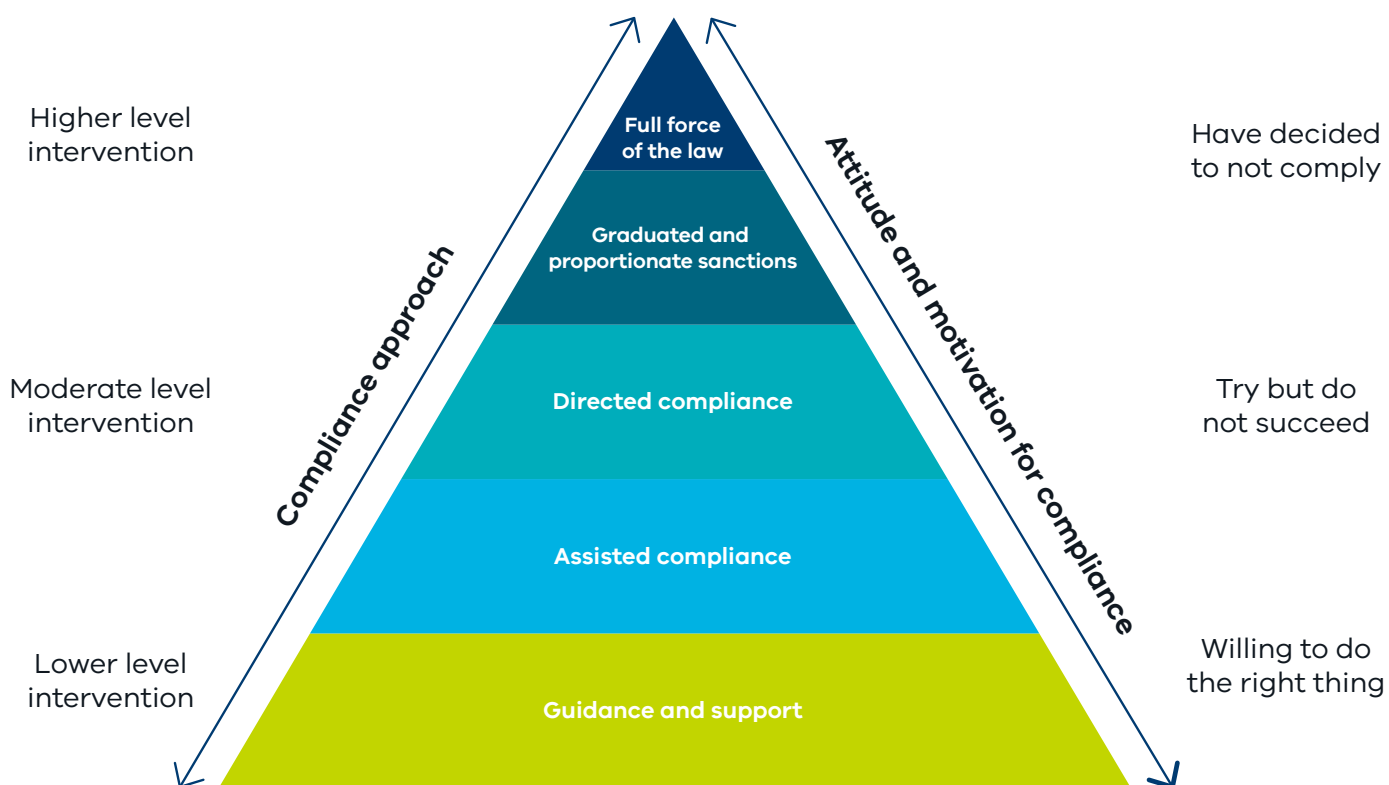 Higher level
intervention
Moderate level
intervention
Lower level
intervention
Compliance approach
Full force
of the law
Graduated and
proportionate sanctions
Directed compliance
Assisted compliance
Guidance and support
Attitude and motivation for compliance
Have decided
to not comply
Try but do
not succeed
Willing to do
the right thing